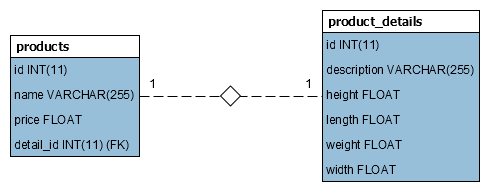 products
id INT(11)
name VARCHAR(255)
price FLOAT
detail_id INT(11) (FK)
1
1
product_details
id INT(11)
description VARCHAR(255)
height FLOAT
length FLOAT
weight FLOAT
width FLOAT